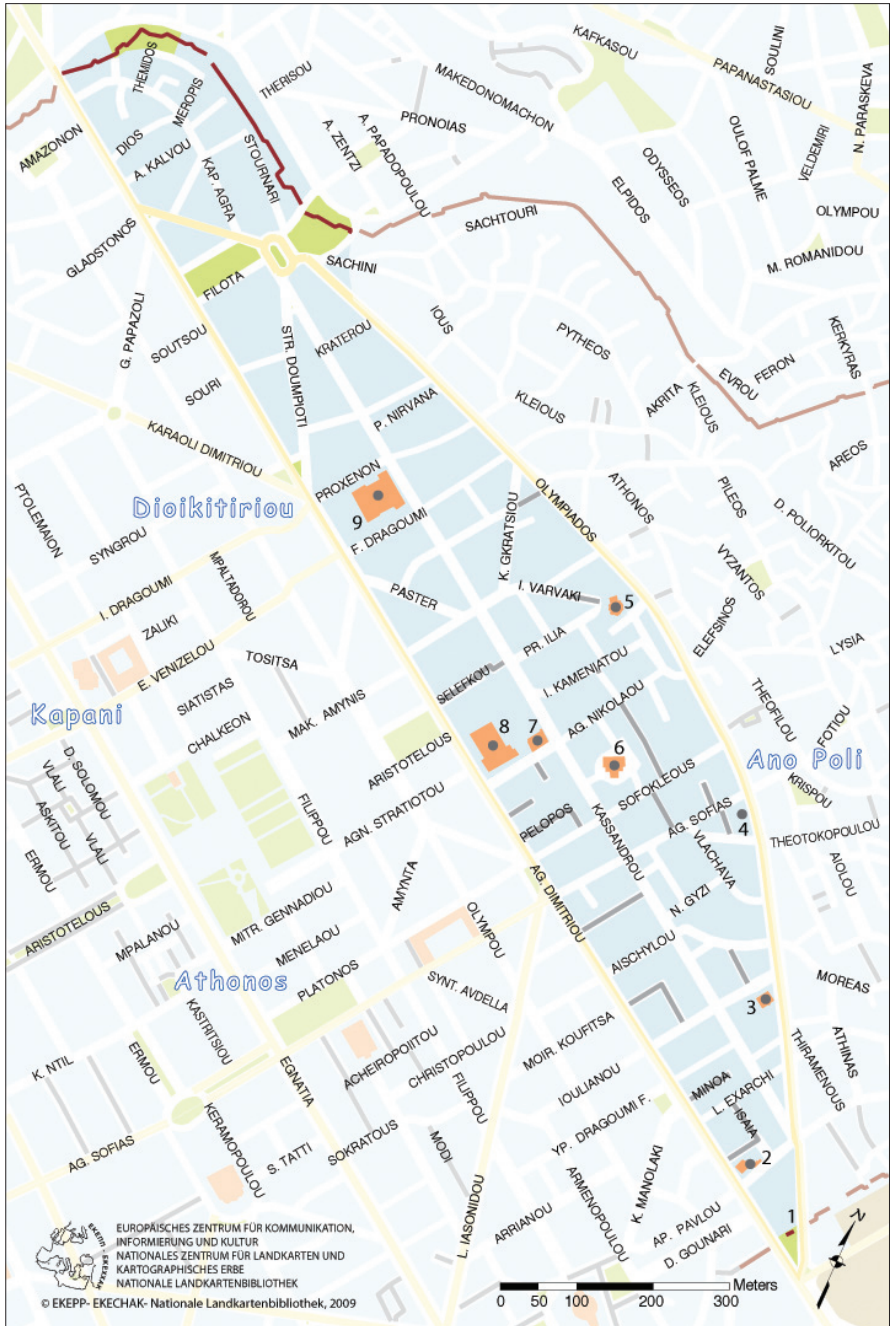 KAFKASOU
SOULINI
PAPANASTASIOU
N. PARASKEVA
THEMIDOS
MEROPIS
THERISOU
MAKEDONOMACHON
PRONOIAS
A. ZENTZI
A. PAPADOPOULOU
OULOF PALME
VELDEMIRI
AMAZONON
DIOS
A. KALVOU
KAP. AGRA
STOURNARI
ODYSSEOS
ELPIDOS
OLYMPOU
SACHTOURI
GLADSTONOS
SACHINI
M. ROMANIDOU
FILOTA
G. PAPAZOLI
SOUTSOU
STR. DOUMPIOTI
KRATEROU
IOUS
PYTHEOS
KERKYRAS
FERON
EVROU
SOURI
P. NIRVANA
KLEIOUS
AKRITA
KLEIOUS
KARAOLI DIMITRIOU
AREOS
PTOLEMAION
Dioikitiriou
PROXENON
9
OLYMPIADOS
ATHONOS
PILEOS
D. POLIORKITOU
SYNGROU
F. DRAGOUMI
K. GKRATSIOU
VYZANTOS
MPALTADOROU
I. DRAGOUMI
PASTER
I. VARVAKI
5
ELEFSINOS
ZALIKI
PR. ILIA
LYSIA
E. VENIZELOU
TOSITSA
SELEFKOU
I. KAMENIATOU
SIATISTAS
MAK. AMYNIS
AG. NIKOLAOU
THEOFILOU
FOTIOU
Kapani
CHALKEON
8
7
6
Ano Poli
D. SOLOMOU
VLALI
ARISTOTELOUS
SOFOKLEOUS
KRISPOU
ASKITOU
FILIPPOU
AGN. STRATIOTOU
PELOPOS
KASSANDROU
AG. SOFIAS
4
VLALI
ERMOU
THEOTOKOPOULOU
VLACHAVA
AIOLOU
AMYNTA
AG. DIMITRIOU
N. GYZI
ARISTOTELOUS
MITR. GENNADIOU
OLYMPOU
MPALANOU
MENELAOU
AISCHYLOU
Athonos
PLATONOS
SYNT. AVDELLA
MOREAS
3
KASTRITSIOU
MOIR. KOUFITSA
ATHINAS
THIRAMENOUS
K. NTIL
ERMOU
ACHEIROPOIITOU
CHRISTOPOULOU
EGNATIA
IOULIANOU
MINOA
L. EXARCHI
FILIPPOU
ISAIA
KERAMOPOULOU
YP. DRAGOUMI F.
AG. SOFIAS
S. TATTI
SOKRATOUS
MODI
2
K. MANOLAKI
ARMENOPOULOU
L. IASONIDOU
ARRIANOU
AP. PAVLOU
D. GOUNARI
1
N
EKEPP
EKEXXAK
EUROPÄISCHES ZENTRUM FÜR KOMMUNIKATION,
INFORMIERUNG UND KULTUR
NATIONALES ZENTRUM FÜR LANDKARTEN UND
KARTOGRAPHISCHES ERBE
NATIONALE LANDKARTENBIBLIOTHEK
© EKEPP- EKECHAK- Nationale Landkartenbibliothek, 2009
Meters
0 50 100 200 300